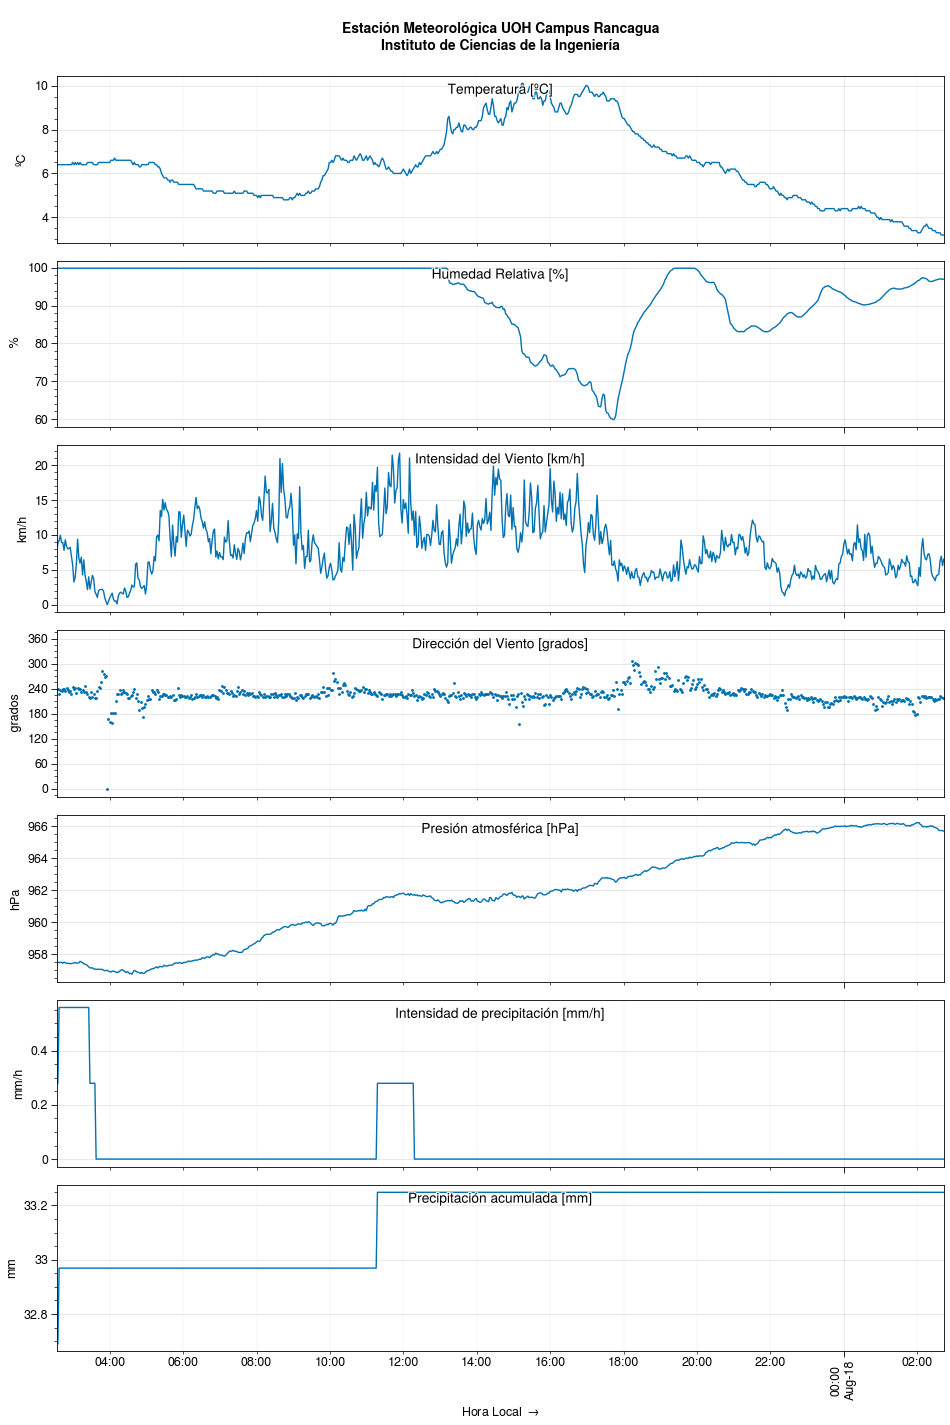 Estación Meteorológica UOH Campus Rancagua
Instituto de Ciencias de la Ingeniería
Temperatura [ºC]
10
8
6
4
ºC
Humedad Relativa [%]
100
90
80
70
60
%
Intensidad del Viento [km/h]
20
15
10
5
0
km/h
Dirección del Viento [grados]
360
300
240
180
120
60
0
grados
Presión atmosférica [hPa]
966
964
962
960
958
hPa
Intensidad de precipitación [mm/h]
0.4
0.2
0
mm/h
Precipitación acumulada [mm]
33.2
33
32.8
mm
04:00 06:00 08:00 10:00 12:00 14:00 16:00 18:00 20:00 22:00 00:00 02:00
Aug-18
Hora Local →